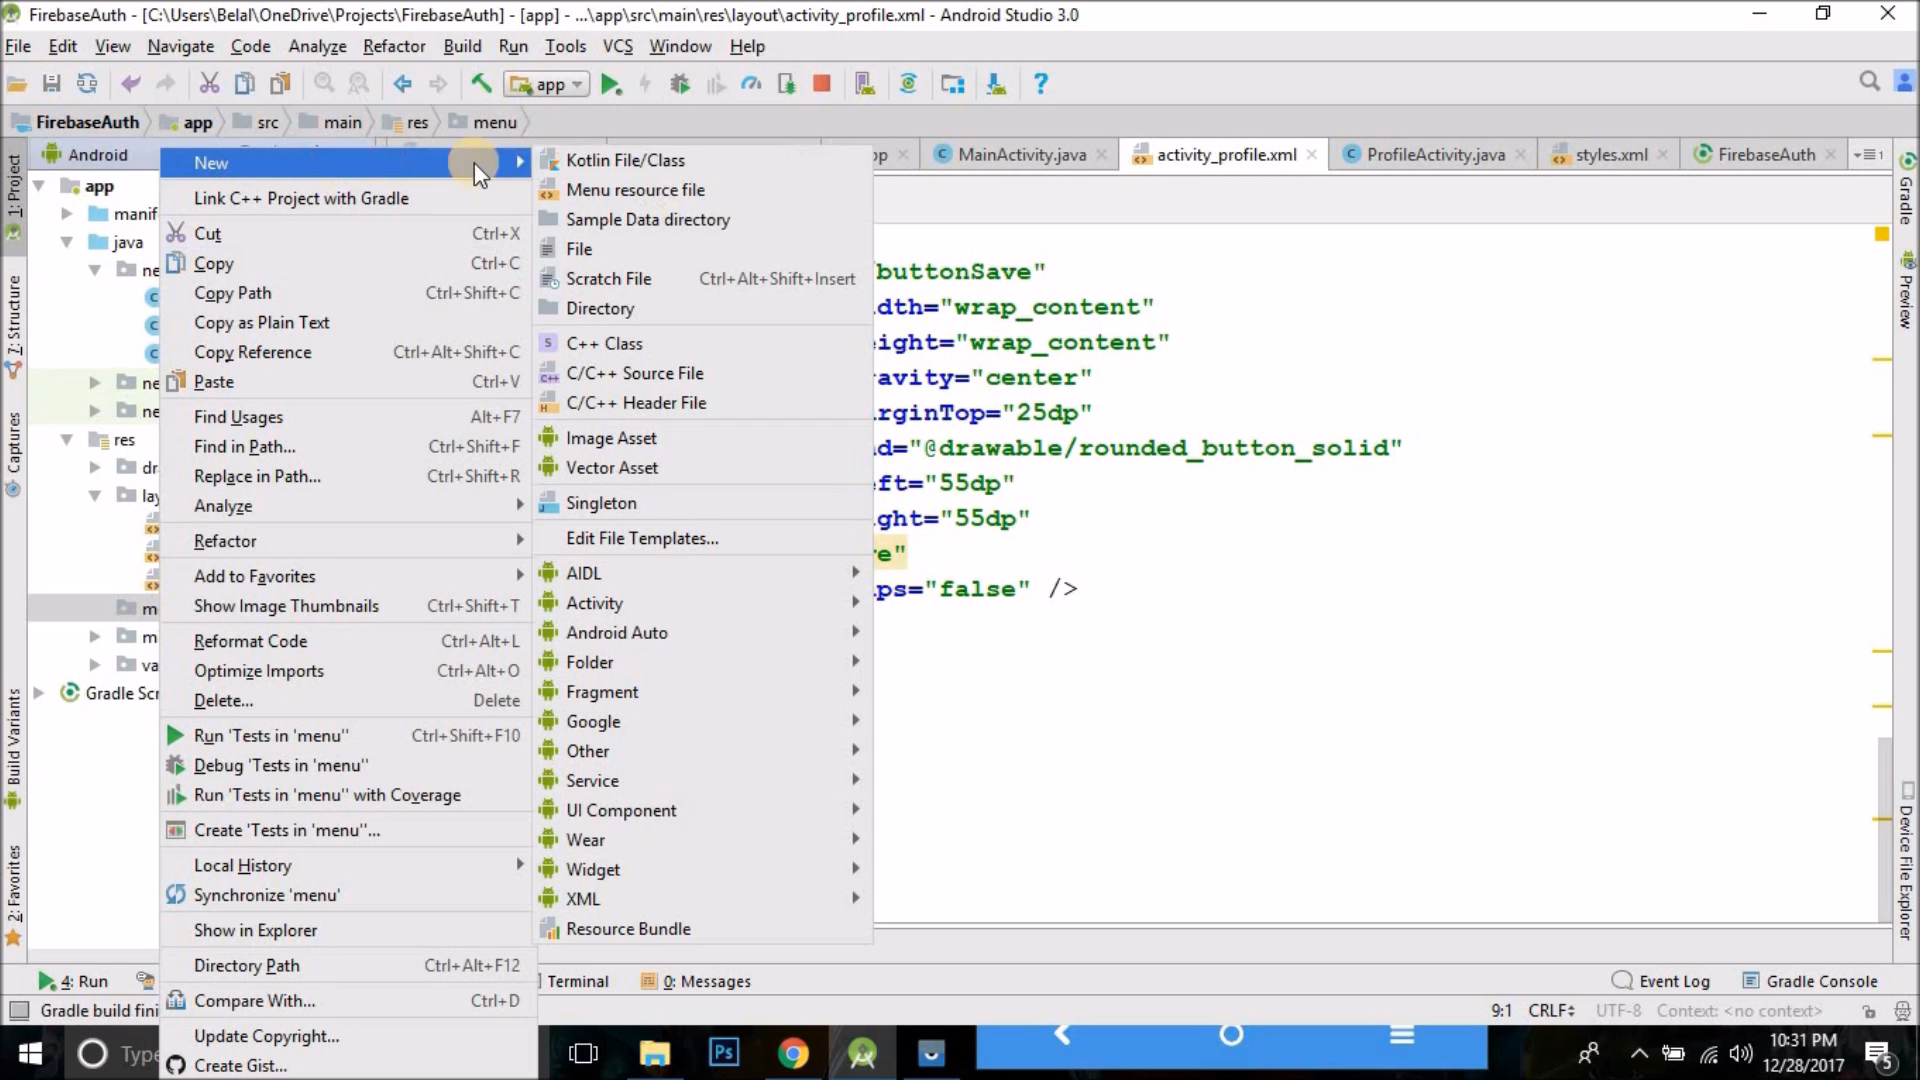 FirebaseAuth - [C:\Users\Belal\OneDrive\Projects\FirebaseAuth] - [app] - ...\app\src\main\res\layout\activity_profile.xml - Android Studio 3.0
File Edit View Navigate Code Analyze Refactor Build Run Tools VCS Window Help
app
FirebaseAuth app src main res menu
Android
MainActivity.java
activity_profile.xml
ProfileActivity.java
styles.xml
FirebaseAuth
1: Project
7: Structure
Captures
Build Variants
2: Favorites
Gradle
Preview
Device File Explorer
app
manif
java
ne
ne
ne
res
dr
lay
m
m
va
Gradle Scr
New
Link C++ Project with Gradle
Cut Ctrl+X
Copy Ctrl+C
Copy Path Ctrl+Shift+C
Copy as Plain Text
Copy Reference Ctrl+Alt+Shift+C
Paste Ctrl+V
Find Usages Alt+F7
Find in Path... Ctrl+Shift+F
Replace in Path... Ctrl+Shift+R
Analyze
Refactor
Add to Favorites
Show Image Thumbnails Ctrl+Shift+T
Reformat Code Ctrl+Alt+L
Optimize Imports Ctrl+Alt+O
Delete... Delete
Run 'Tests in 'menu'' Ctrl+Shift+F10
Debug 'Tests in 'menu''
Run 'Tests in 'menu'' with Coverage
Create 'Tests in 'menu''...
Local History
Synchronize 'menu'
Show in Explorer
Directory Path Ctrl+Alt+F12
Compare With... Ctrl+D
Update Copyright...
Create Gist...
Kotlin File/Class
Menu resource file
Sample Data directory
File
Scratch File Ctrl+Alt+Shift+Insert
Directory
C++ Class
C/C++ Source File
C/C++ Header File
Image Asset
Vector Asset
Singleton
Edit File Templates...
AIDL
Activity
Android Auto
Folder
Fragment
Google
Other
Service
UI Component
Wear
Widget
XML
Resource Bundle
buttonSave"
dth="wrap_content"
eight="wrap_content"
avity="center"
rginTop="25dp"
nd="@drawable/rounded_button_solid"
eft="55dp"
ght="55dp"
e"
ps="false" />
4: Run
Terminal
0: Messages
Event Log
Gradle Console
Gradle build fini
9:1 CRLF UTF-8 Context: <no context>
Type
Ps
10:31 PM
12/28/2017
5